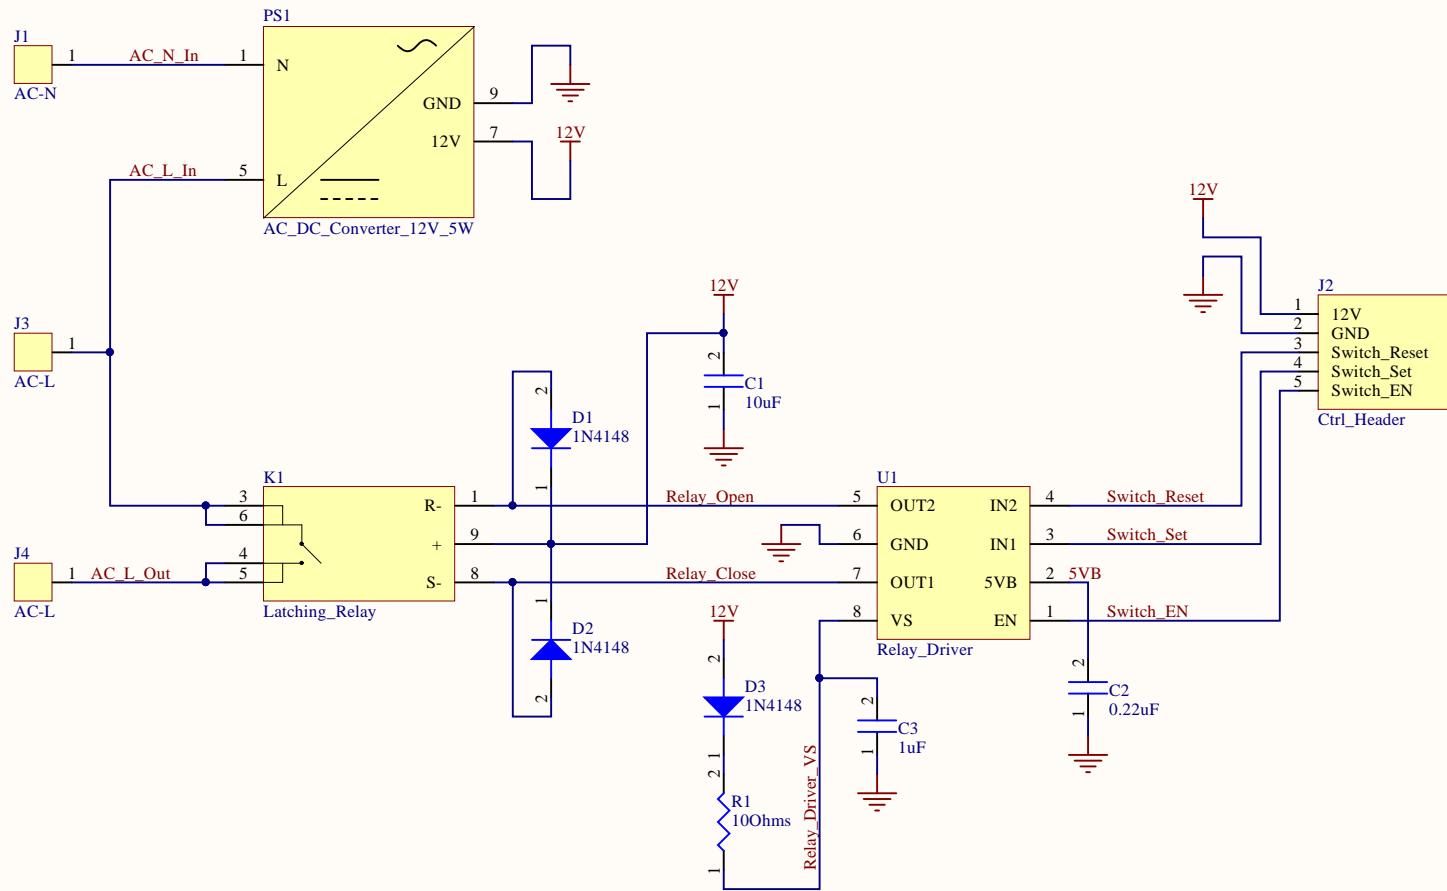 PS1
J1
1
AC_N_In
1
N
AC-N
GND
9
12V
7
12V
AC_L_In
5
L
AC_DC_Converter_12V_5W
12V
J3
1
AC-L
12V
J2
1
12V
2
GND
3
Switch_Reset
4
Switch_Set
5
Switch_EN
Ctrl_Header
2
C1
10uF
1
2
D1
1N4148
1
K1
3
6
4
5
R-
1
+
9
S-
8
Latching_Relay
J4
1
AC_L_Out
AC-L
Relay_Open
Relay_Close
U1
5
OUT2
6
GND
7
OUT1
8
VS
IN2
4
Switch_Reset
IN1
3
Switch_Set
5VB
2
5VB
EN
1
Switch_EN
Relay_Driver
1
D2
1N4148
2
12V
2
D3
1N4148
1
2
R1
10Ohms
1
Relay_Driver_VS
2
C3
1uF
1
2
C2
0.22uF
1